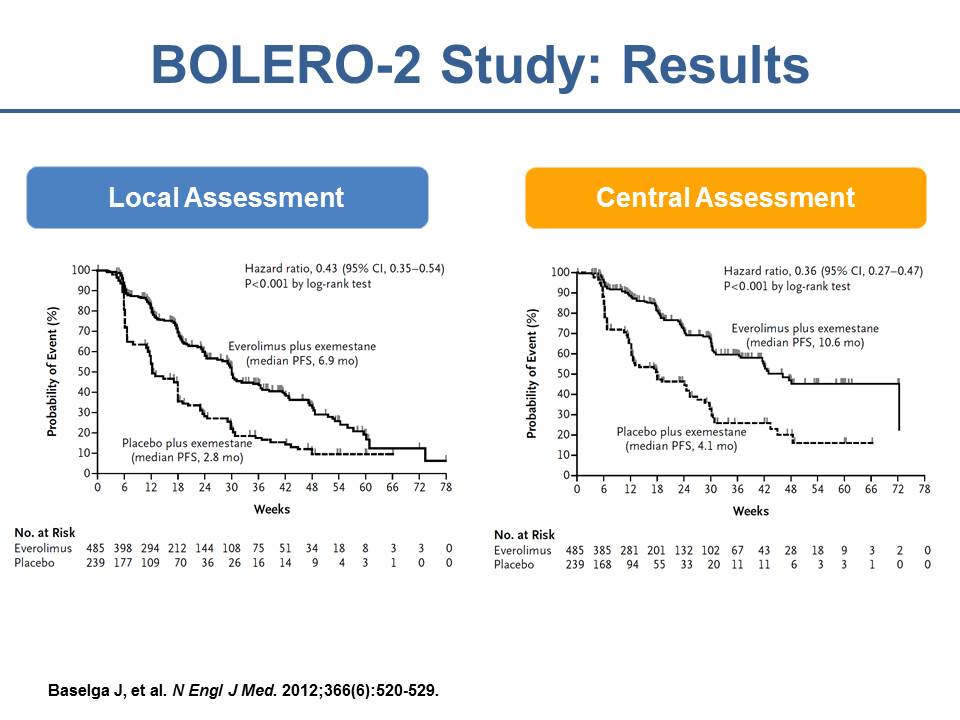 BOLERO-2 Study: Results
Local Assessment
Hazard ratio, 0.43 (95% CI, 0.35–0.54)
P<0.001 by log-rank test
Probability of Event (%)
100
90
80
70
60
50
40
30
20
10
0
Everolimus plus exemestane
(median PFS, 6.9 mo)
Placebo plus exemestane
(median PFS, 2.8 mo)
0 6 12 18 24 30 36 42 48 54 60 66 72 78
Weeks
No. at Risk
Everolimus 485 398 294 212 144 108 75 51 34 18 8 3 3 0
Placebo 239 177 109 70 36 26 16 14 9 4 3 1 0 0
Central Assessment
Hazard ratio, 0.36 (95% CI, 0.27–0.47)
P<0.001 by log-rank test
Probability of Event (%)
100
90
80
70
60
50
40
30
20
10
0
Everolimus plus exemestane
(median PFS, 10.6 mo)
Placebo plus exemestane
(median PFS, 4.1 mo)
0 6 12 18 24 30 36 42 48 54 60 66 72 78
Weeks
No. at Risk
Everolimus 485 385 281 201 132 102 67 43 28 18 9 3 2 0
Placebo 239 168 94 55 33 20 11 11 6 3 3 1 0 0
Baselga J, et al. N Engl J Med. 2012;366(6):520-529.